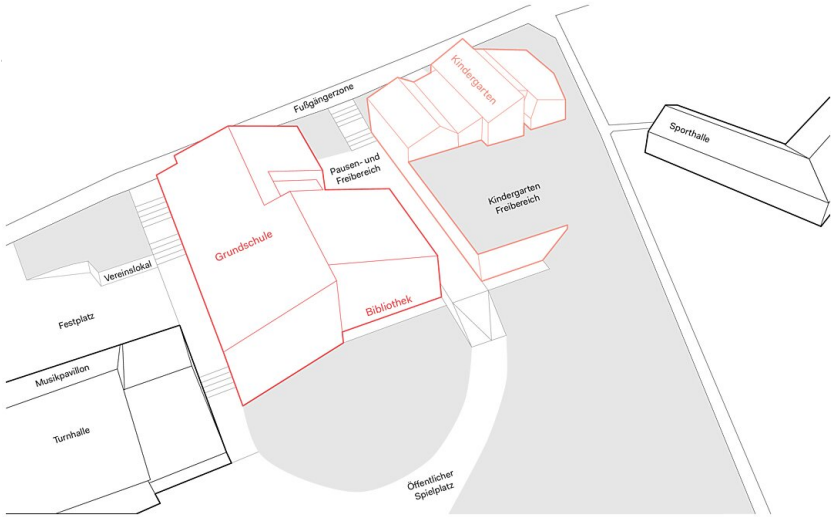 Kindergarten
Fußgängerzone
Sporthalle
Pausen- und
Freibereich
Kindergarten
Freibereich
Grundschule
Vereinslokal
Bibliothek
Festplatz
Musikpavillon
Turnhalle
Öffentlicher
Spielplatz